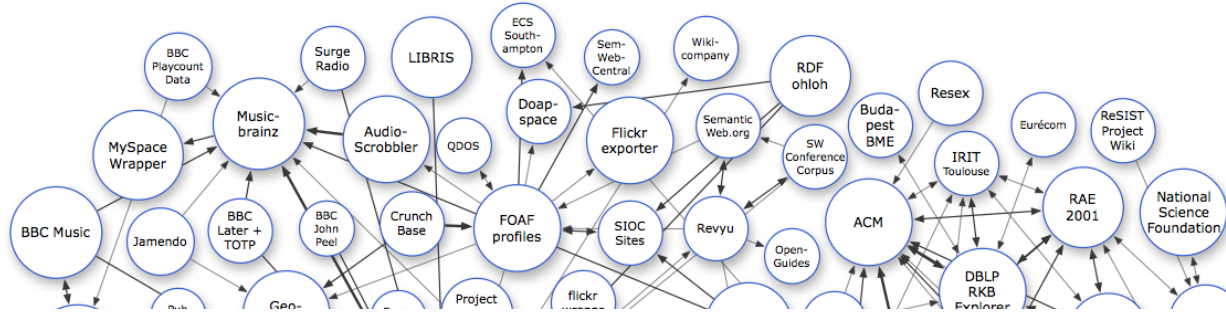 ECS
South-
ampton
BBC
Playcount
Data
Surge
Radio
LIBRIS
Sem-
Web-
Central
Wiki-
company
RDF
ohloh
Resex
Music-
brainz
Doap-
space
MySpace
Wrapper
Audio-
Scrobbler
QDOS
Flickr
exporter
Semantic
Web.org
SW
Conference
Corpus
Buda-
pest
BME
IRIT
Toulouse
Eurécom
ReSIST
Project
Wiki
BBC Music
Jamendo
BBC
Later +
TOTP
BBC
John
Peel
Crunch
Base
FOAF
profiles
SIOC
Sites
Revyu
Open-
Guides
ACM
RAE
2001
National
Science
Foundation
DBLP
RKB
Explorer
Geo-
Project
flickr